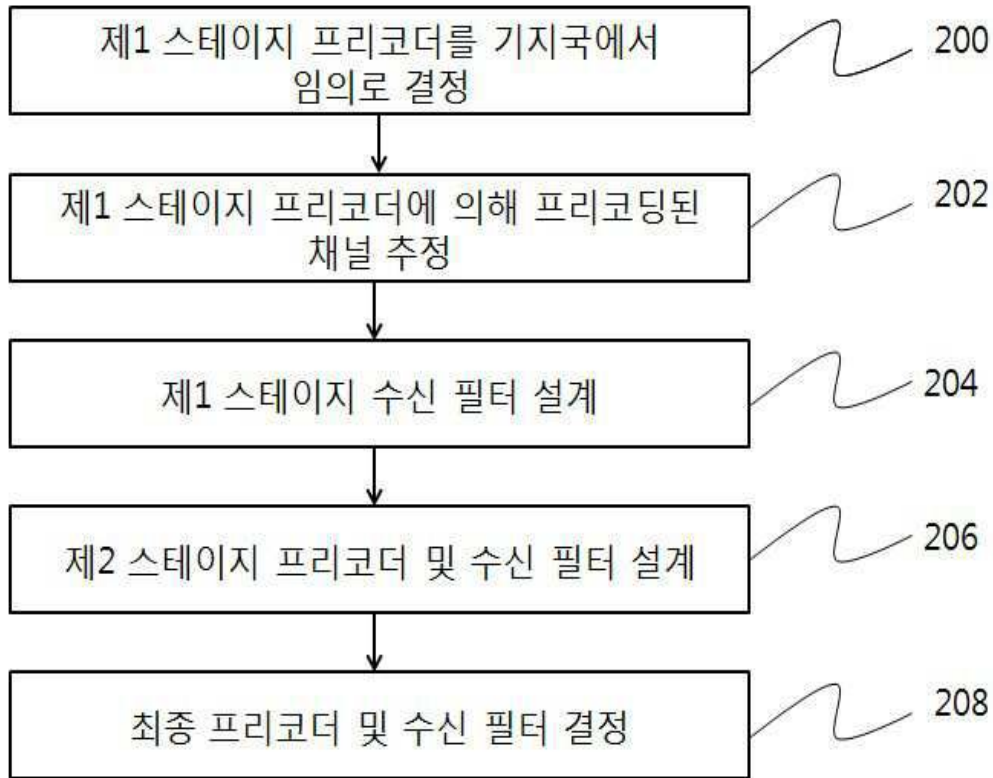 제1 스테이지 프리코더를 기지국에서
임의로 결정
200
제1 스테이지 프리코더에 의해 프리코딩된
채널 추정
202
제1 스테이지 수신 필터 설계
204
제2 스테이지 프리코더 및 수신 필터 설계
206
최종 프리코더 및 수신 필터 결정
208